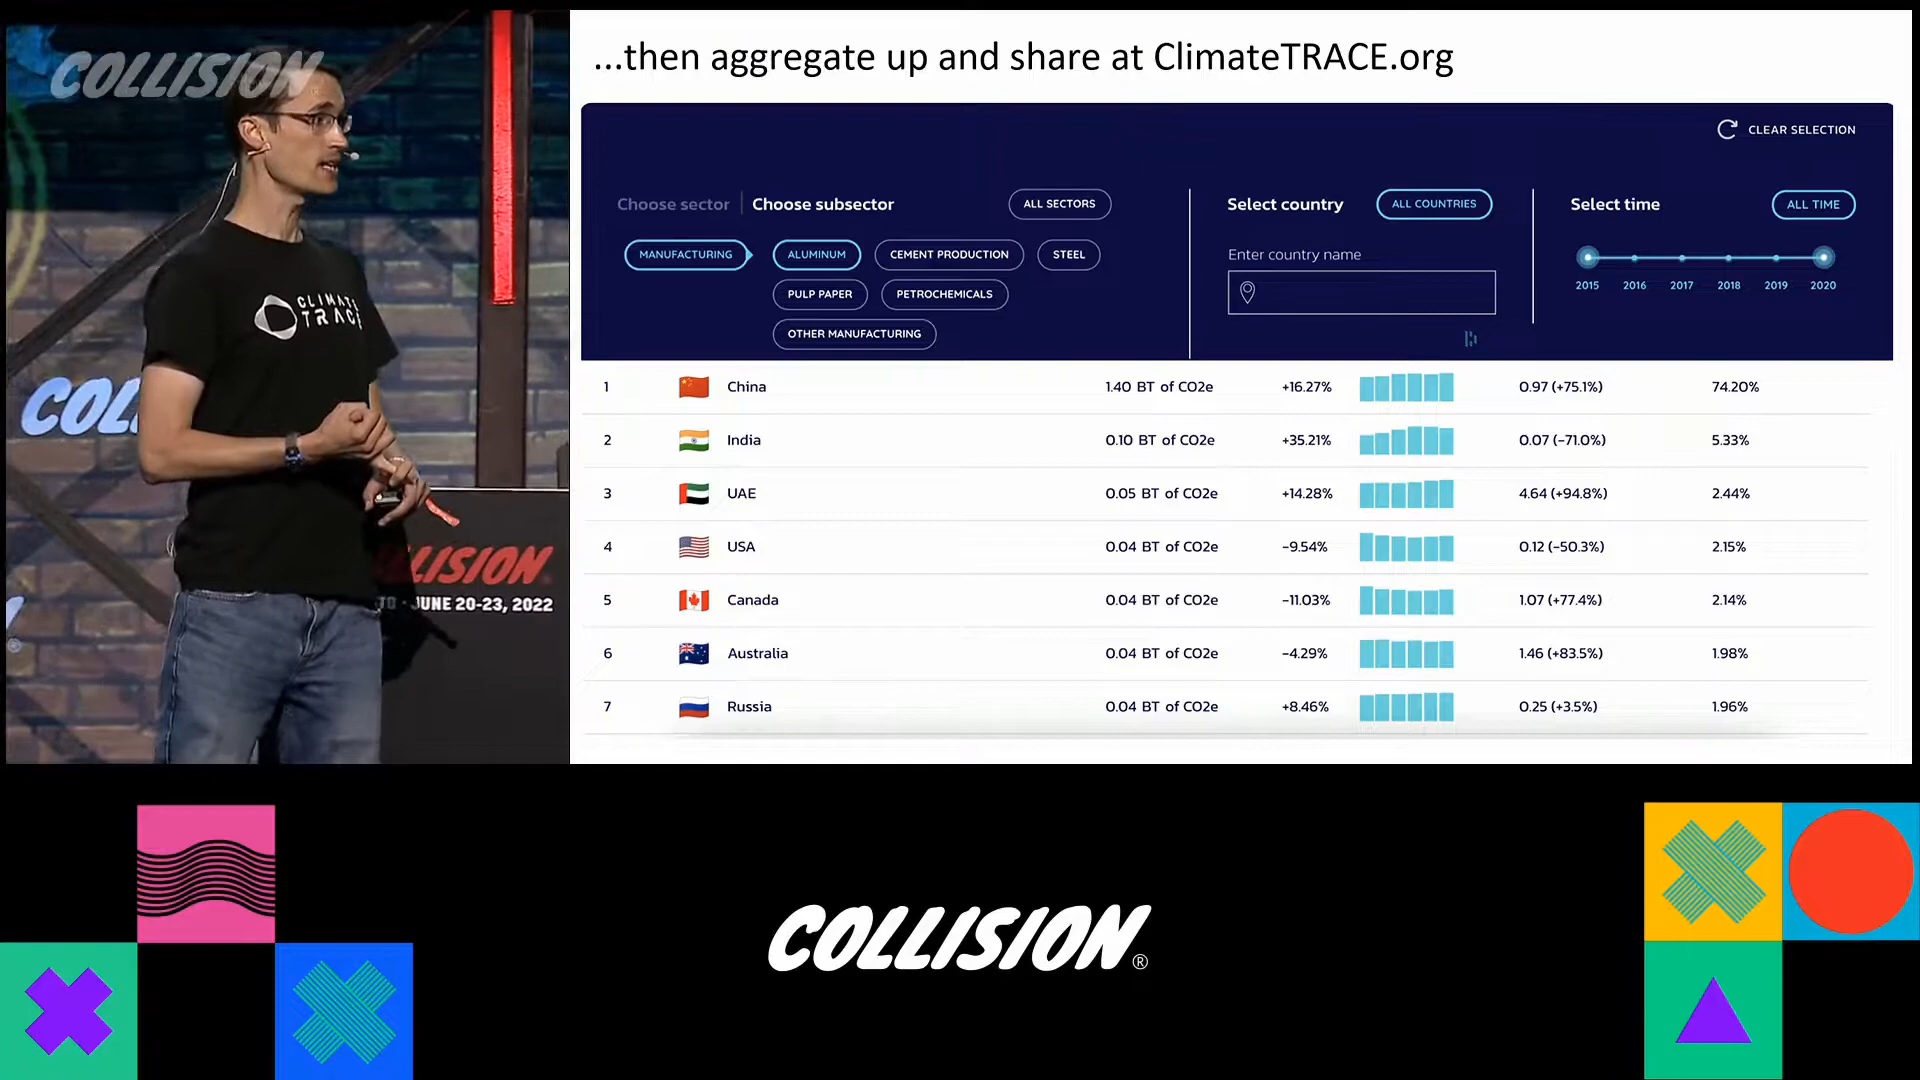 COLLISION
CLIMATE
TRACE
COL
LLISION
TO - JUNE 20-23, 2022
...then aggregate up and share at ClimateTRACE.org
CLEAR SELECTION
Choose sector | Choose subsector ALL SECTORS
MANUFACTURING ALUMINUM CEMENT PRODUCTION STEEL
PULP PAPER PETROCHEMICALS
OTHER MANUFACTURING
Select country ALL COUNTRIES
Enter country name
Select time ALL TIME
2015 2016 2017 2018 2019 2020
1 China 1.40 BT of CO2e +16.27% 0.97 (+75.1%) 74.20%
2 India 0.10 BT of CO2e +35.21% 0.07 (-71.0%) 5.33%
3 UAE 0.05 BT of CO2e +14.28% 4.64 (+94.8%) 2.44%
4 USA 0.04 BT of CO2e -9.54% 0.12 (-50.3%) 2.15%
5 Canada 0.04 BT of CO2e -11.03% 1.07 (+77.4%) 2.14%
6 Australia 0.04 BT of CO2e -4.29% 1.46 (+83.5%) 1.98%
7 Russia 0.04 BT of CO2e +8.46% 0.25 (+3.5%) 1.96%
COLLISION®